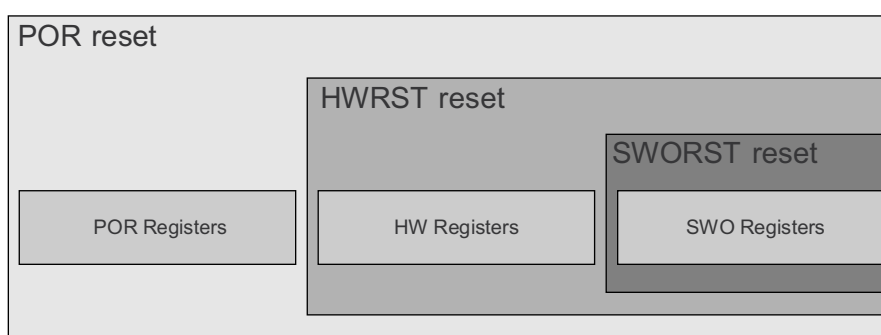 POR reset
HWRST reset
SWORST reset
POR Registers
HW Registers
SWO Registers